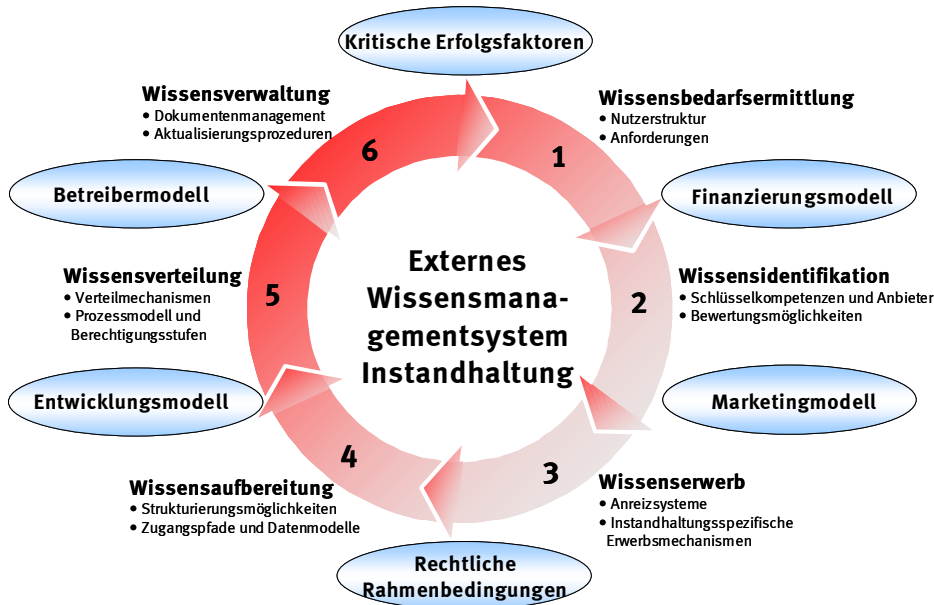 Kritische Erfolgsfaktoren
Wissensverwaltung
• Dokumentenmanagement
• Aktualisierungsprozeduren
6
1
Wissensbedarfsermittlung
• Nutzerstruktur
• Anforderungen
Betreibermodell
Finanzierungsmodell
Wissensverteilung
• Verteilmechanismen
• Prozessmodell und
Berechtigungsstufen
5
Externes
Wissensmana-
gementsystem
Instandhaltung
2
Wissensidentifikation
• Schlüsselkompetenzen und Anbieter
• Bewertungsmöglichkeiten
Entwicklungsmodell
Marketingmodell
4
3
Wissensaufbereitung
• Strukturierungsmöglichkeiten
• Zugangspfade und Datenmodelle
Wissenserwerb
• Anreizsysteme
• Instandhaltungsspezifische
Erwerbsmechanismen
Rechtliche
Rahmenbedingungen